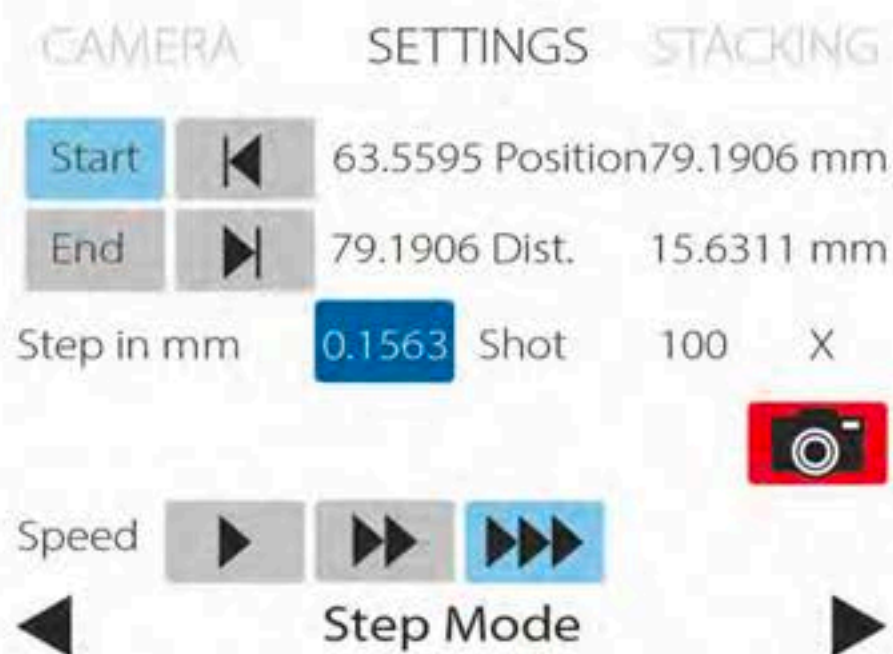 CAMERA SETTINGS STACKING
Start 63.5595 Position79.1906 mm
End 79.1906 Dist. 15.6311 mm
Step in mm 0.1563 Shot 100 X
Speed
Step Mode